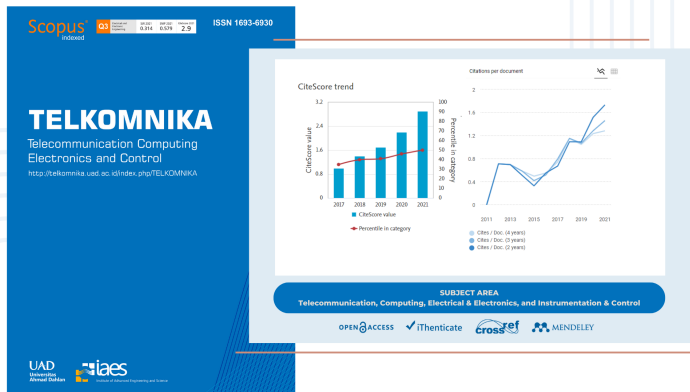 Scopus
indexed
Q3
0.314
0.579
2.9
ISSN 1693-6930
TELKOMNIKA
Telecommunication Computing
Electronics and Control
http://telkomnika.uad.ac.id/index.php/TELKOMNIKA
UAD
Universitas
Ahmad Dahlan
iaes
Institute of Advanced Engineering and Science
CiteScore trend
3.2
2.4
1.6
0.8
0
CiteScore value
100
90
80
70
60
50
40
30
20
10
0
Percentile in category
2017 2018 2019 2020 2021
CiteScore value
Percentile in category
Citations per document
2
1.6
1.2
0.8
0.4
0
2011 2013 2015 2017 2019 2021
Cites / Doc. (4 years)
Cites / Doc. (3 years)
Cites / Doc. (2 years)
SUBJECT AREA
Telecommunication, Computing, Electrical & Electronics, and Instrumentation & Control
OPEN ACCESS
iThenticate
crossref
MENDELEY